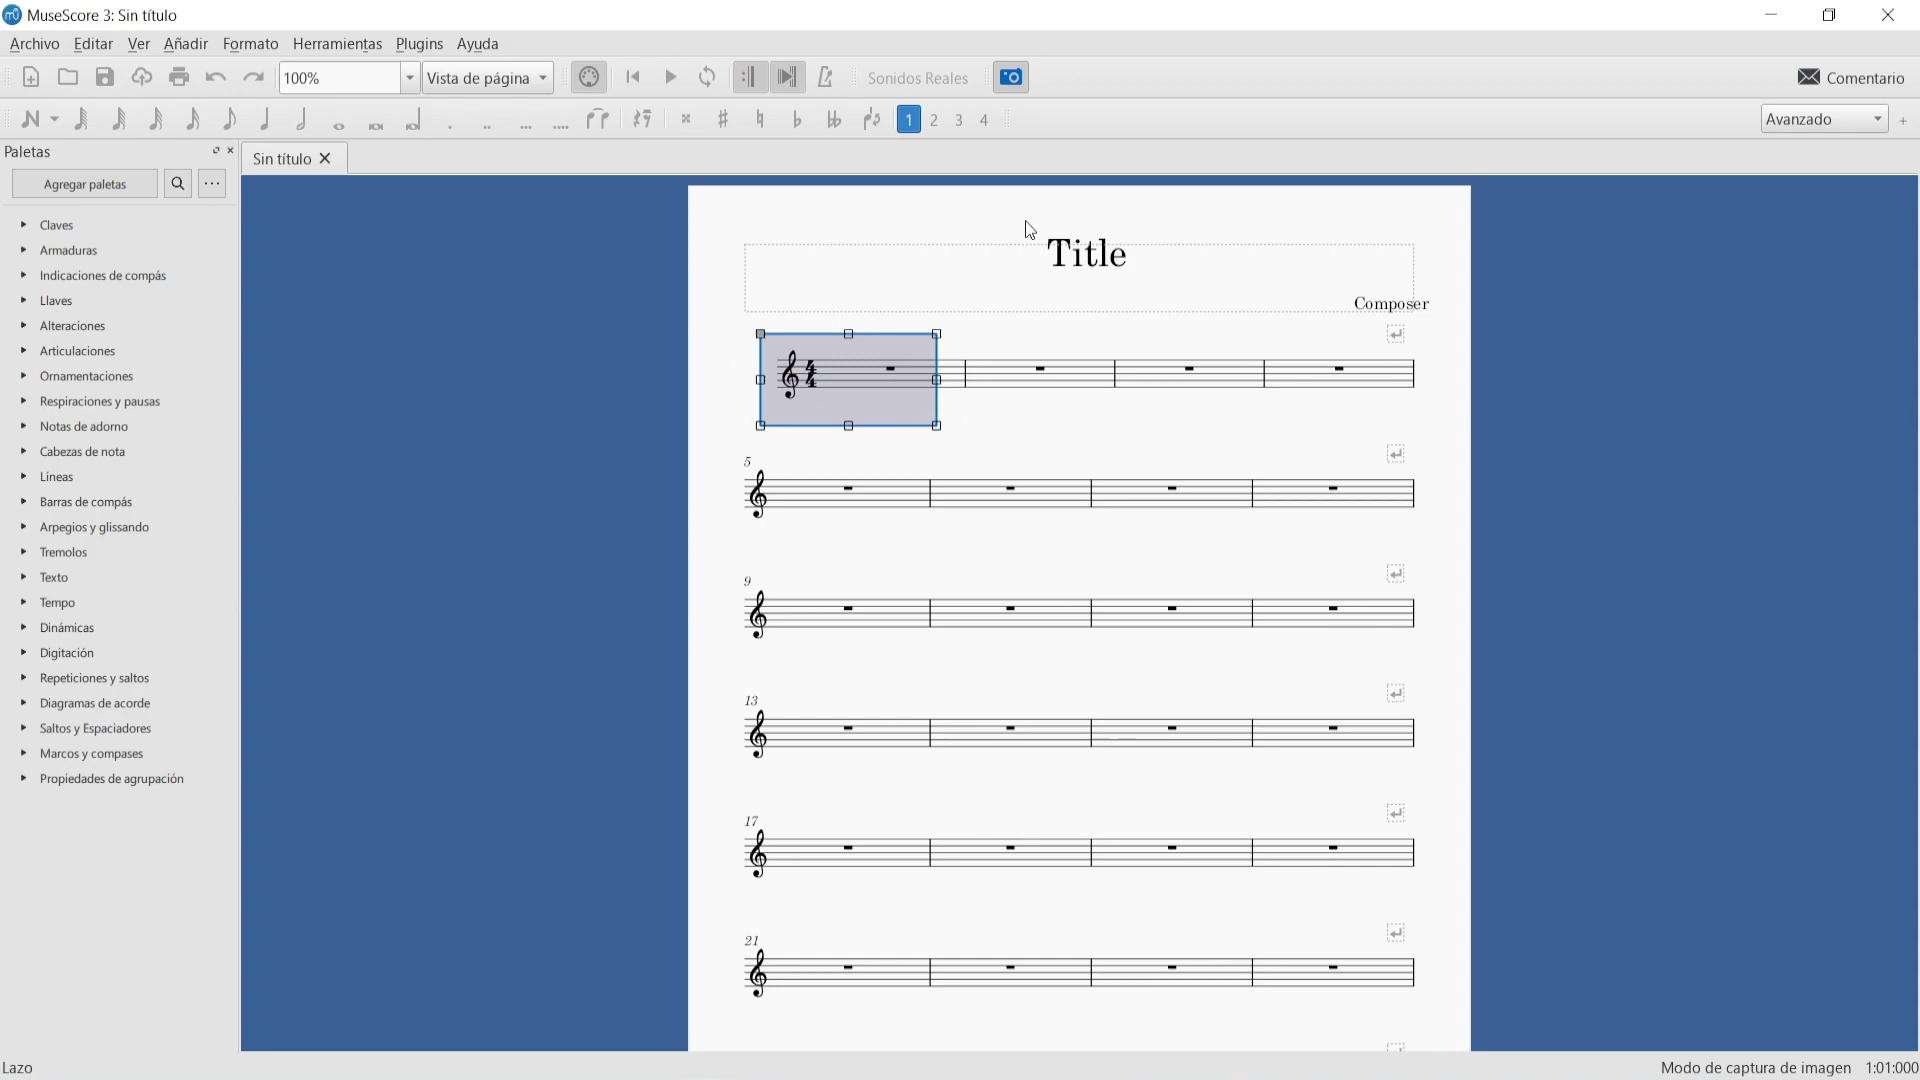 MuseScore 3: Sin título
Archivo Editar Ver Añadir Formato Herramientas Plugins Ayuda
100% Vista de página Sonidos Reales Comentario
1 2 3 4 Avanzado +
Paletas
Sin título
Agregar paletas ...
Claves
Armaduras
Indicaciones de compás
Llaves
Alteraciones
Articulaciones
Ornamentaciones
Respiraciones y pausas
Notas de adorno
Cabezas de nota
Líneas
Barras de compás
Arpegios y glissando
Tremolos
Texto
Tempo
Dinámicas
Digitación
Repeticiones y saltos
Diagramas de acorde
Saltos y Espaciadores
Marcos y compases
Propiedades de agrupación
Title
Composer
5
9
13
17
21
Lazo
Modo de captura de imagen 1:01:000